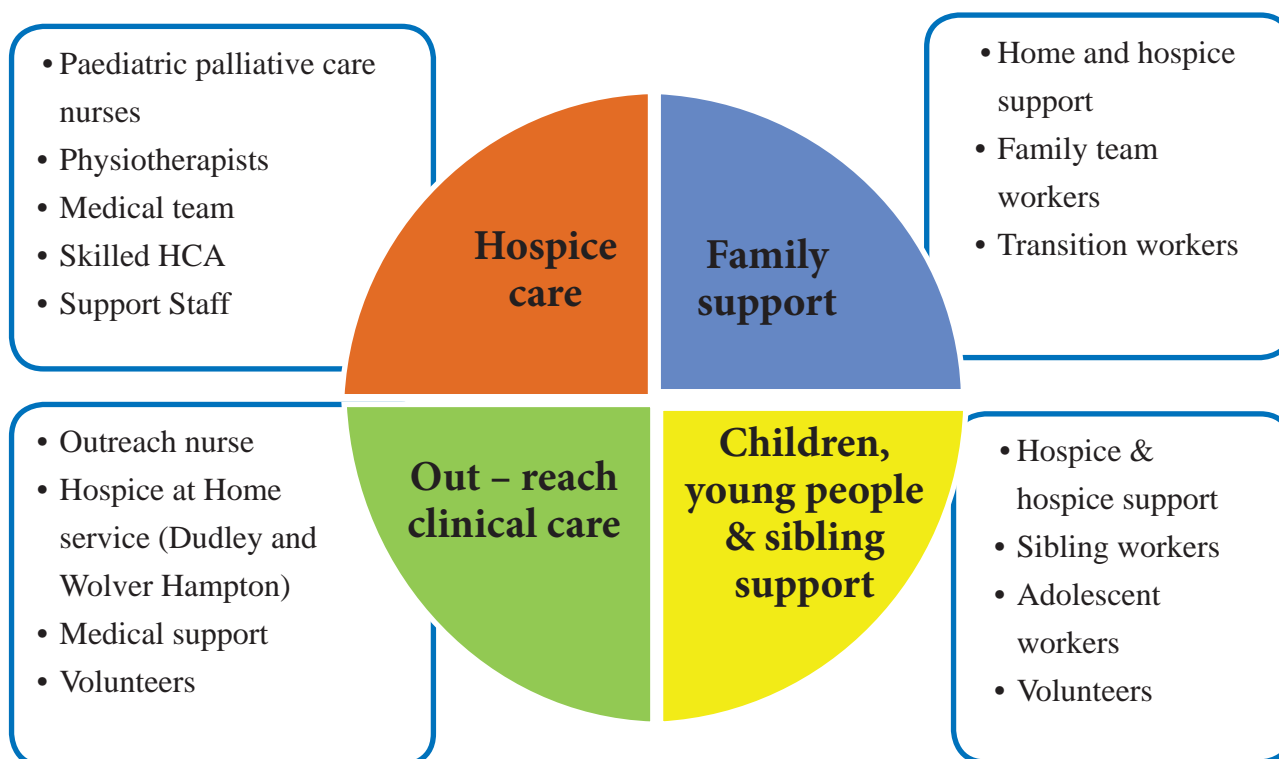 • Paediatric palliative care
nurses
• Physiotherapists
• Medical team
• Skilled HCA
• Support Staff
• Home and hospice
support
• Family team
workers
• Transition workers
Hospice
care
Family
support
Out – reach
clinical care
Children,
young people
& sibling
support
• Outreach nurse
• Hospice at Home
service (Dudley and
Wolver Hampton)
• Medical support
• Volunteers
• Hospice &
hospice support
• Sibling workers
• Adolescent
workers
• Volunteers